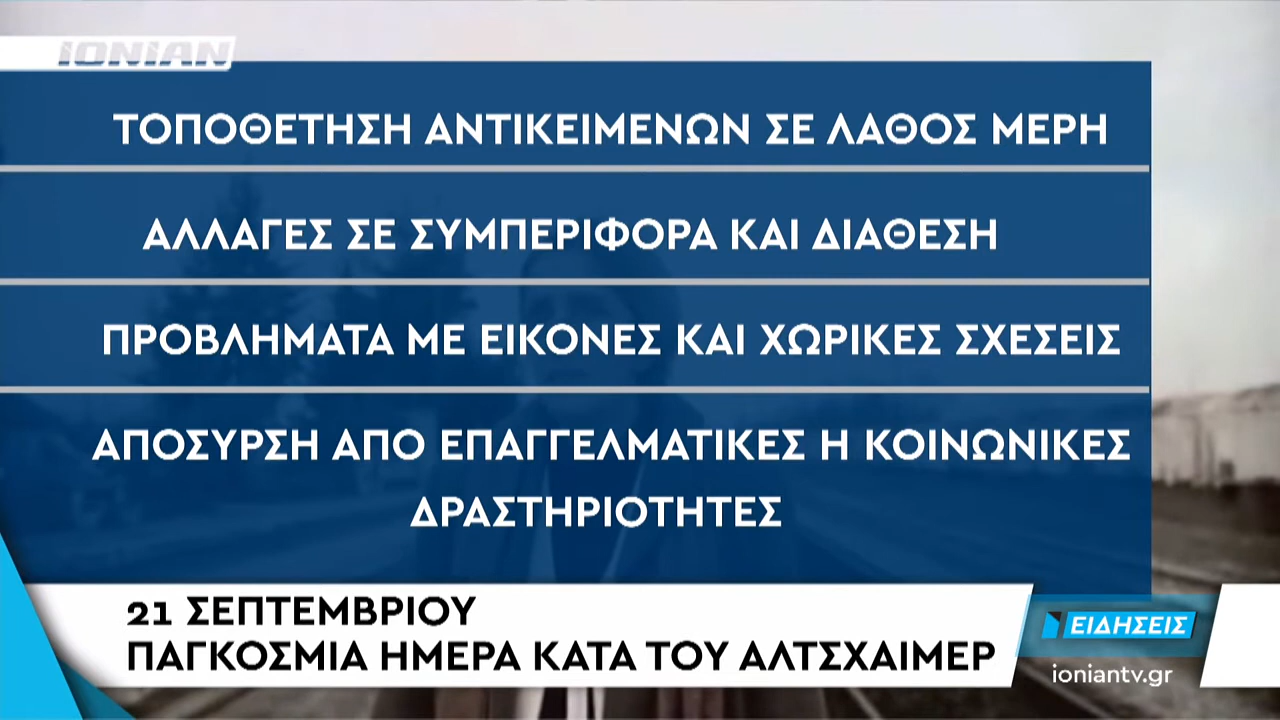 IONIAN
ΤΟΠΟΘΕΤΗΣΗ ΑΝΤΙΚΕΙΜΕΝΩΝ ΣΕ ΛΑΘΟΣ ΜΕΡΗ
ΑΛΛΑΓΕΣ ΣΕ ΣΥΜΠΕΡΙΦΟΡΑ ΚΑΙ ΔΙΑΘΕΣΗ
ΠΡΟΒΛΗΜΑΤΑ ΜΕ ΕΙΚΟΝΕΣ ΚΑΙ ΧΩΡΙΚΕΣ ΣΧΕΣΕΙΣ
ΑΠΟΣΥΡΣΗ ΑΠΟ ΕΠΑΓΓΕΛΜΑΤΙΚΕΣ Η ΚΟΙΝΩΝΙΚΕΣ
ΔΡΑΣΤΗΡΙΟΤΗΤΕΣ
21 ΣΕΠΤΕΜΒΡΙΟΥ
ΠΑΓΚΟΣΜΙΑ ΗΜΕΡΑ ΚΑΤΑ ΤΟΥ ΑΛΤΣΧΑΙΜΕΡ
ΕΙΔΗΣΕΙΣ
ioniantv.gr